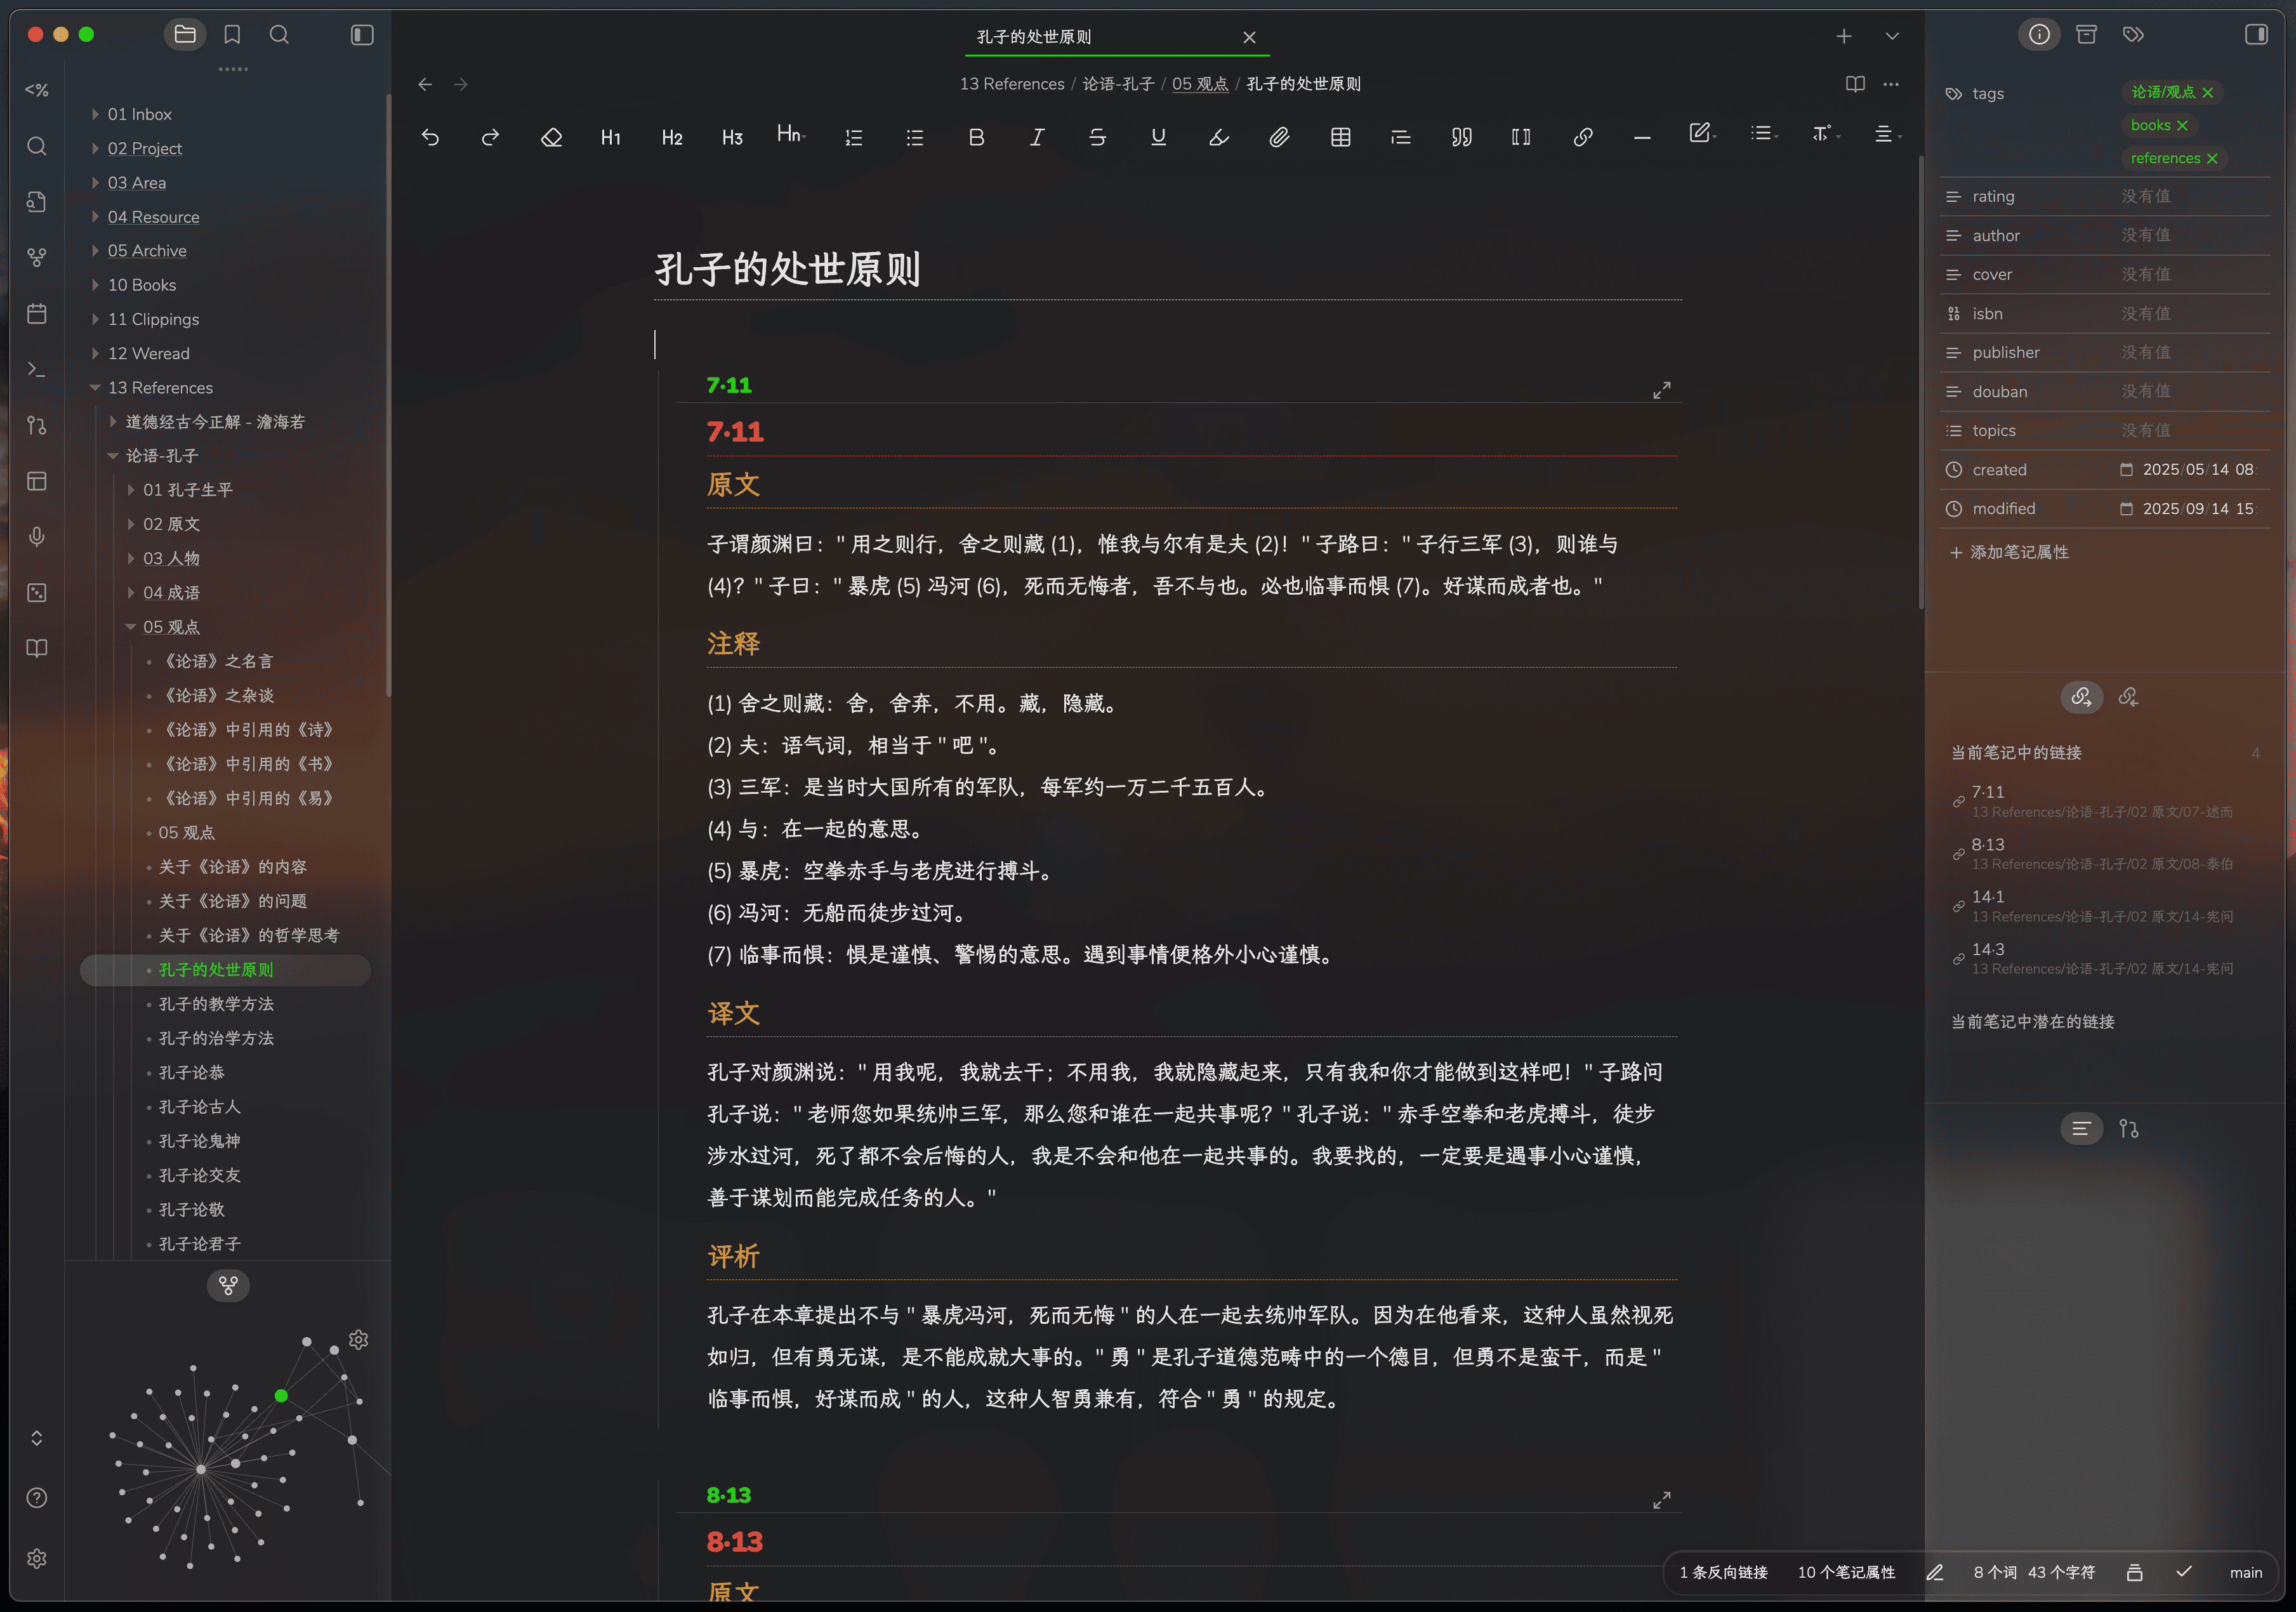 孔子的处世原则
<%
01 Inbox
02 Project
03 Area
04 Resource
05 Archive
10 Books
11 Clippings
12 Weread
13 References
道德经古今正解 - 澹海若
论语-孔子
01 孔子生平
02 原文
03 人物
04 成语
05 观点
《论语》之名言
《论语》之杂谈
《论语》中引用的《诗》
《论语》中引用的《书》
《论语》中引用的《易》
05 观点
关于《论语》的内容
关于《论语》的问题
关于《论语》的哲学思考
孔子的处世原则
孔子的教学方法
孔子的治学方法
孔子论恭
孔子论古人
孔子论鬼神
孔子论交友
孔子论敬
孔子论君子
13 References / 论语-孔子 / 05 观点 / 孔子的处世原则
H1 H2 H3 Hn
孔子的处世原则
7·11
7·11
原文
子谓颜渊曰："用之则行，舍之则藏 (1)，惟我与尔有是夫 (2)！"子路曰："子行三军 (3)，则谁与
(4)？"子曰："暴虎 (5) 冯河 (6)，死而无悔者，吾不与也。必也临事而惧 (7)。好谋而成者也。"
注释
(1) 舍之则藏：舍，舍弃，不用。藏，隐藏。
(2) 夫：语气词，相当于"吧"。
(3) 三军：是当时大国所有的军队，每军约一万二千五百人。
(4) 与：在一起的意思。
(5) 暴虎：空拳赤手与老虎进行搏斗。
(6) 冯河：无船而徒步过河。
(7) 临事而惧：惧是谨慎、警惕的意思。遇到事情便格外小心谨慎。
译文
孔子对颜渊说："用我呢，我就去干；不用我，我就隐藏起来，只有我和你才能做到这样吧！"子路问
孔子说："老师您如果统帅三军，那么您和谁在一起共事呢？"孔子说："赤手空拳和老虎搏斗，徒步
涉水过河，死了都不会后悔的人，我是不会和他在一起共事的。我要找的，一定要是遇事小心谨慎，
善于谋划而能完成任务的人。"
评析
孔子在本章提出不与"暴虎冯河，死而无悔"的人在一起去统帅军队。因为在他看来，这种人虽然视死
如归，但有勇无谋，是不能成就大事的。"勇"是孔子道德范畴中的一个德目，但勇不是蛮干，而是"
临事而惧，好谋而成"的人，这种人智勇兼有，符合"勇"的规定。
8·13
8·13
原文
tags
论语/观点
books
references
rating 没有值
author 没有值
cover 没有值
isbn 没有值
publisher 没有值
douban 没有值
topics 没有值
created 2025/05/14 08:
modified 2025/09/14 15:
添加笔记属性
当前笔记中的链接 4
7·11
13 References/论语-孔子/02 原文/07-述而
8·13
13 References/论语-孔子/02 原文/08-泰伯
14·1
13 References/论语-孔子/02 原文/14-宪问
14·3
13 References/论语-孔子/02 原文/14-宪问
当前笔记中潜在的链接
1 条反向链接 10 个笔记属性 8 个词 43 个字符 main